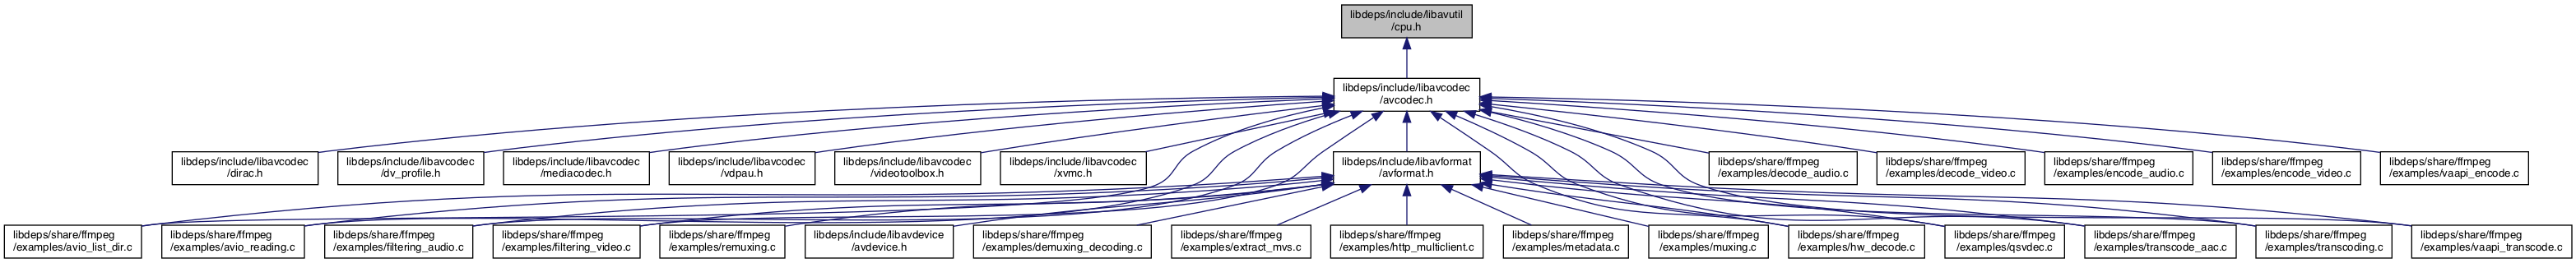 libdeps/include/libavutil
/cpu.h
libdeps/include/libavcodec
/avcodec.h
libdeps/include/libavcodec
/dirac.h
libdeps/include/libavcodec
/dv_profile.h
libdeps/include/libavcodec
/mediacodec.h
libdeps/include/libavcodec
/vdpau.h
libdeps/include/libavcodec
/videotoolbox.h
libdeps/include/libavcodec
/xvmc.h
libdeps/include/libavformat
/avformat.h
libdeps/share/ffmpeg
/examples/decode_audio.c
libdeps/share/ffmpeg
/examples/decode_video.c
libdeps/share/ffmpeg
/examples/encode_audio.c
libdeps/share/ffmpeg
/examples/encode_video.c
libdeps/share/ffmpeg
/examples/vaapi_encode.c
libdeps/share/ffmpeg
/examples/avio_list_dir.c
libdeps/share/ffmpeg
/examples/avio_reading.c
libdeps/share/ffmpeg
/examples/filtering_audio.c
libdeps/share/ffmpeg
/examples/filtering_video.c
libdeps/share/ffmpeg
/examples/remuxing.c
libdeps/include/libavdevice
/avdevice.h
libdeps/share/ffmpeg
/examples/demuxing_decoding.c
libdeps/share/ffmpeg
/examples/extract_mvs.c
libdeps/share/ffmpeg
/examples/http_multiclient.c
libdeps/share/ffmpeg
/examples/metadata.c
libdeps/share/ffmpeg
/examples/muxing.c
libdeps/share/ffmpeg
/examples/hw_decode.c
libdeps/share/ffmpeg
/examples/qsvdec.c
libdeps/share/ffmpeg
/examples/transcode_aac.c
libdeps/share/ffmpeg
/examples/transcoding.c
libdeps/share/ffmpeg
/examples/vaapi_transcode.c